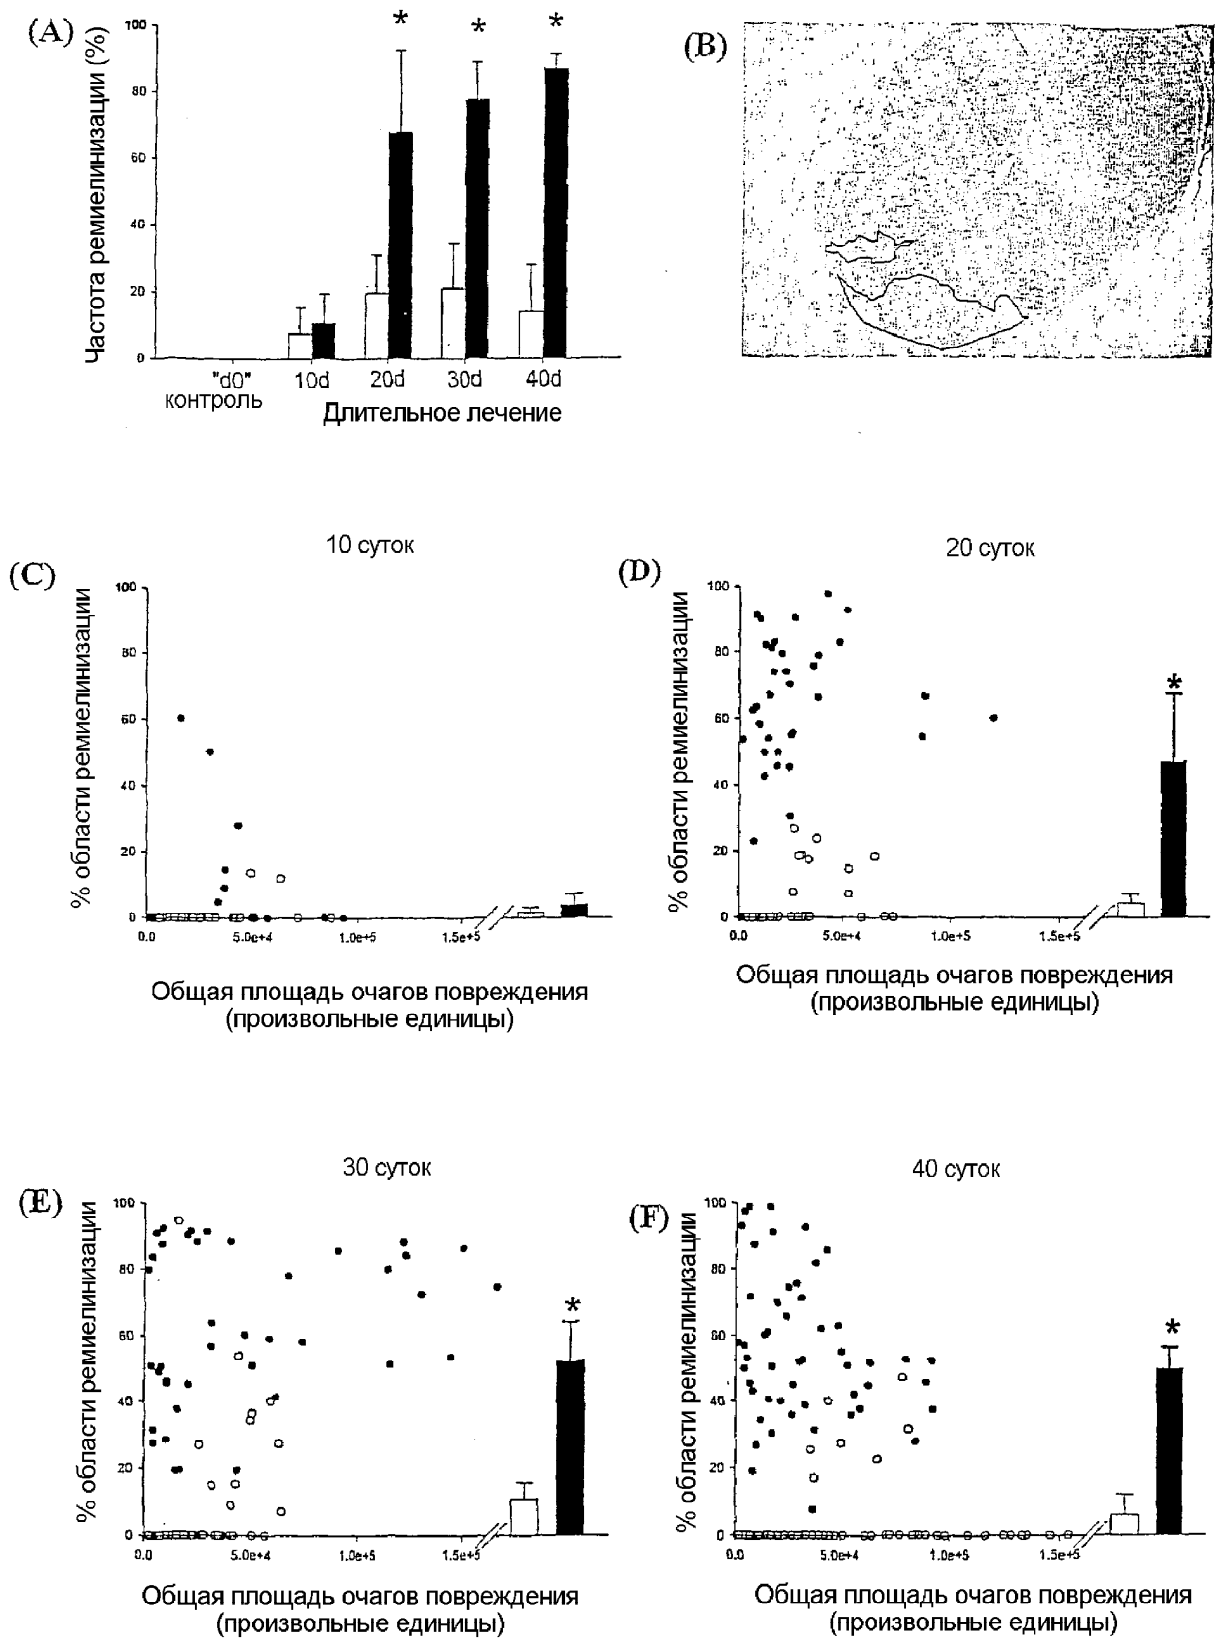 (A)
Частота ремиелинизации (%)
100
80
60
40
20
0
*
*
*
"d0"
контроль
10d
20d
30d
40d
Длительное лечение
(B)
10 суток
(C)
% области ремиелинизации
100
80
60
40
20
0
0.0
5.0e+4
1.0e+5
1.5e+5
Общая площадь очагов повреждения
(произвольные единицы)
20 суток
(D)
% области ремиелинизации
100
80
60
40
20
0
*
0.0
5.0e+4
1.0e+5
1.5e+5
Общая площадь очагов повреждения
(произвольные единицы)
30 суток
(E)
% области ремиелинизации
100
80
60
40
20
0
*
0.0
5.0e+4
1.0e+5
1.5e+5
Общая площадь очагов повреждения
(произвольные единицы)
40 суток
(F)
% области ремиелинизации
100
80
60
40
20
0
*
0.0
5.0e+4
1.0e+5
1.5e+5
Общая площадь очагов повреждения
(произвольные единицы)